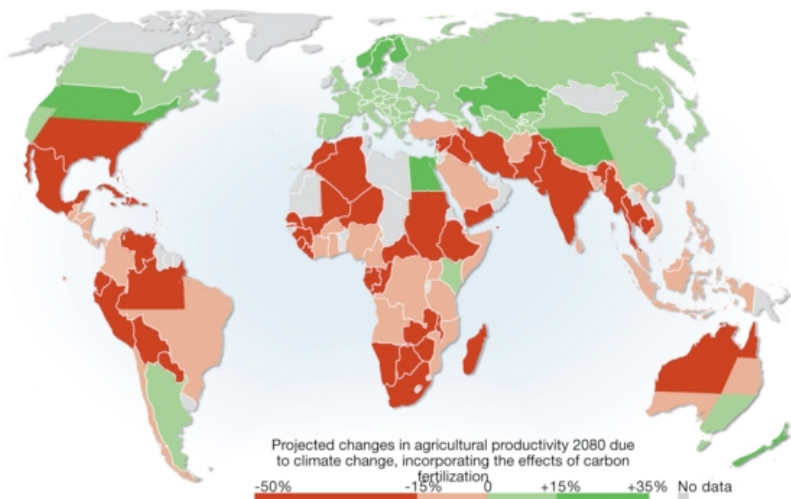 Projected changes in agricultural productivity 2080 due
to climate change, incorporating the effects of carbon
fertilization
-50% -15% 0 +15% +35% No data